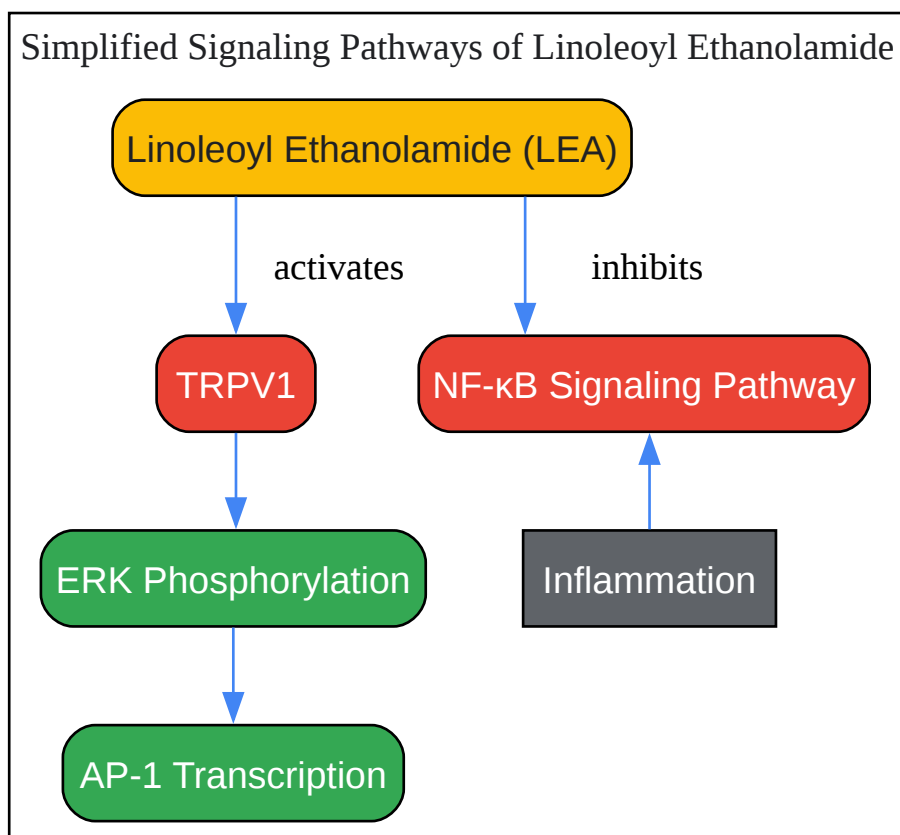 Simplified Signaling Pathways of Linoleoyl Ethanolamide
Linoleoyl Ethanolamide (LEA)
activates
inhibits
TRPV1
NF-κB Signaling Pathway
ERK Phosphorylation
Inflammation
AP-1 Transcription